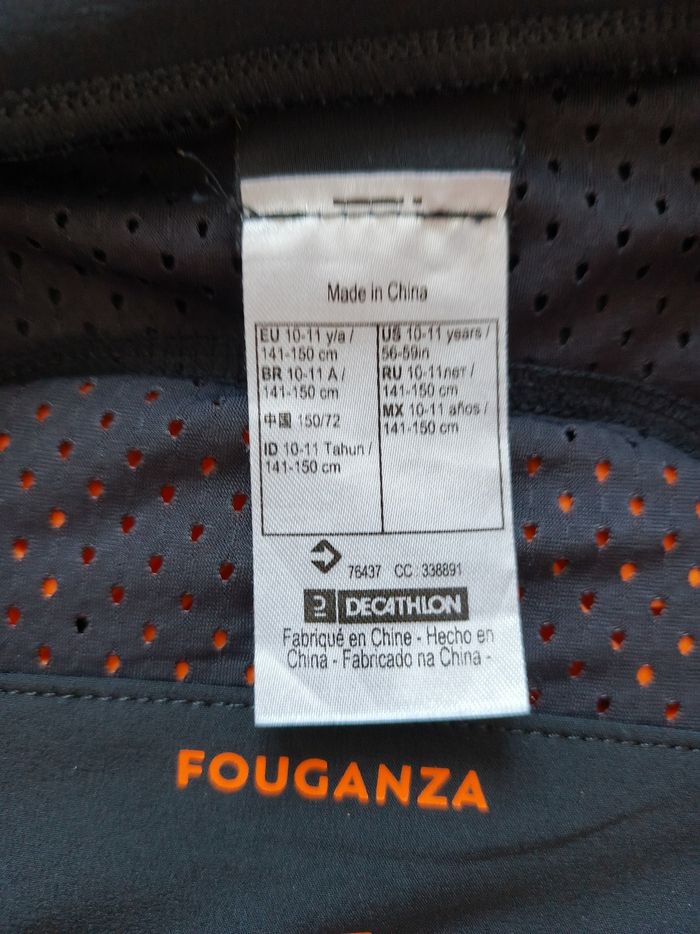 Made in China
EU 10-11 y/a /
141-150 cm
BR 10-11 A /
141-150 cm
中国 150/72
ID 10-11 Tahun /
141-150 cm
US 10-11 years /
56-59in
RU 10-11лет /
141-150 cm
MX 10-11 años /
141-150 cm
76437 CC: 338891
DECATHLON
Fabriqué en Chine - Hecho en
China - Fabricado na China -
FOUGANZA